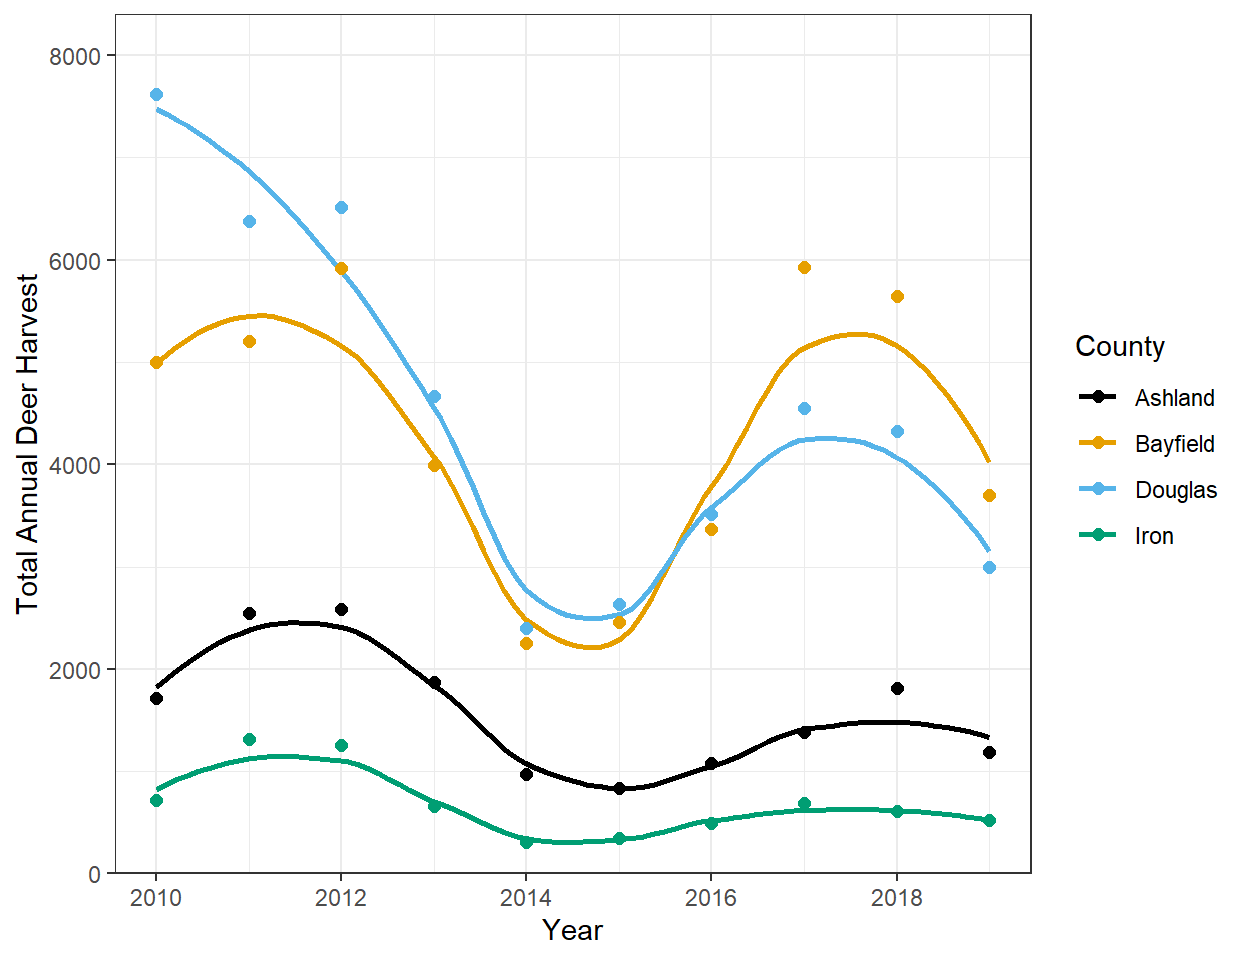 Total Annual Deer Harvest
8000
6000
4000
2000
0
2010 2012 2014 2016 2018
Year
County
Ashland
Bayfield
Douglas
Iron